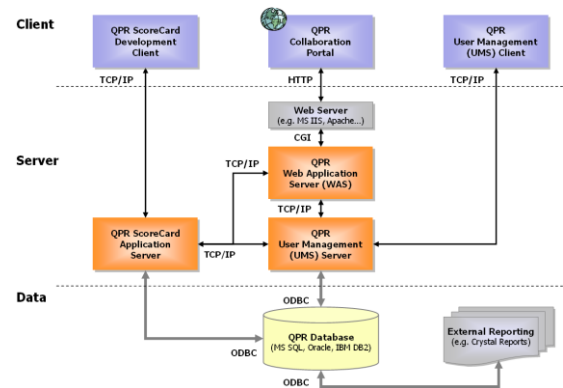 Client
QPR ScoreCard
Development
Client
QPR
Collaboration
Portal
QPR
User Management
(UMS) Client
TCP/IP
HTTP
TCP/IP
Web Server
(e.g. MS IIS, Apache...)
CGI
Server
TCP/IP
QPR
Web Application
Server (WAS)
TCP/IP
QPR ScoreCard
Application
Server
TCP/IP
QPR
User Management
(UMS) Server
Data
ODBC
QPR Database
(MS SQL, Oracle, IBM DB2)
External Reporting
(e.g. Crystal Reports)
ODBC
ODBC